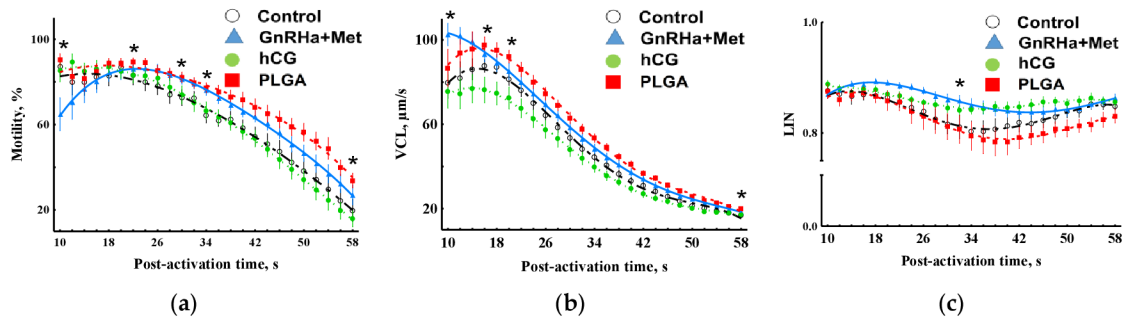 Control
GnRHa+Met
hCG
PLGA
*
*
*
*
*
100
60
20
Motility, %
10
18
26
34
42
50
58
Post-activation time, s
(a)
Control
GnRHa+Met
hCG
PLGA
*
*
*
*
100
80
60
40
20
VCL, µm/s
10
18
26
34
42
50
58
Post-activation time, s
(b)
Control
GnRHa+Met
hCG
PLGA
*
1.0
0.8
0.0
LIN
10
18
26
34
42
50
58
Post-activation time, s
(c)